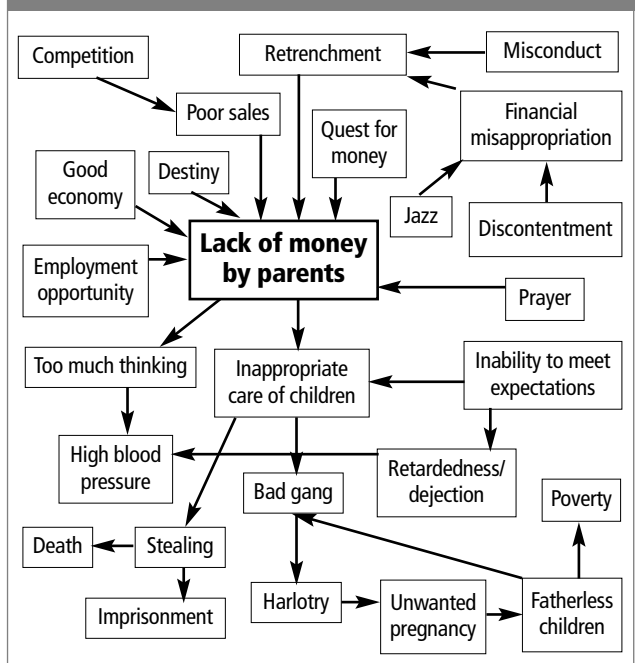 Competition
Retrenchment
Misconduct
Poor sales
Quest for
money
Financial
misappropriation
Good
economy
Destiny
Jazz
Discontentment
Lack of money
by parents
Employment
opportunity
Prayer
Too much thinking
Inappropriate
care of children
Inability to meet
expectations
High blood
pressure
Bad gang
Retardedness/
dejection
Poverty
Death
Stealing
Imprisonment
Harlotry
Unwanted
pregnancy
Fatherless
children